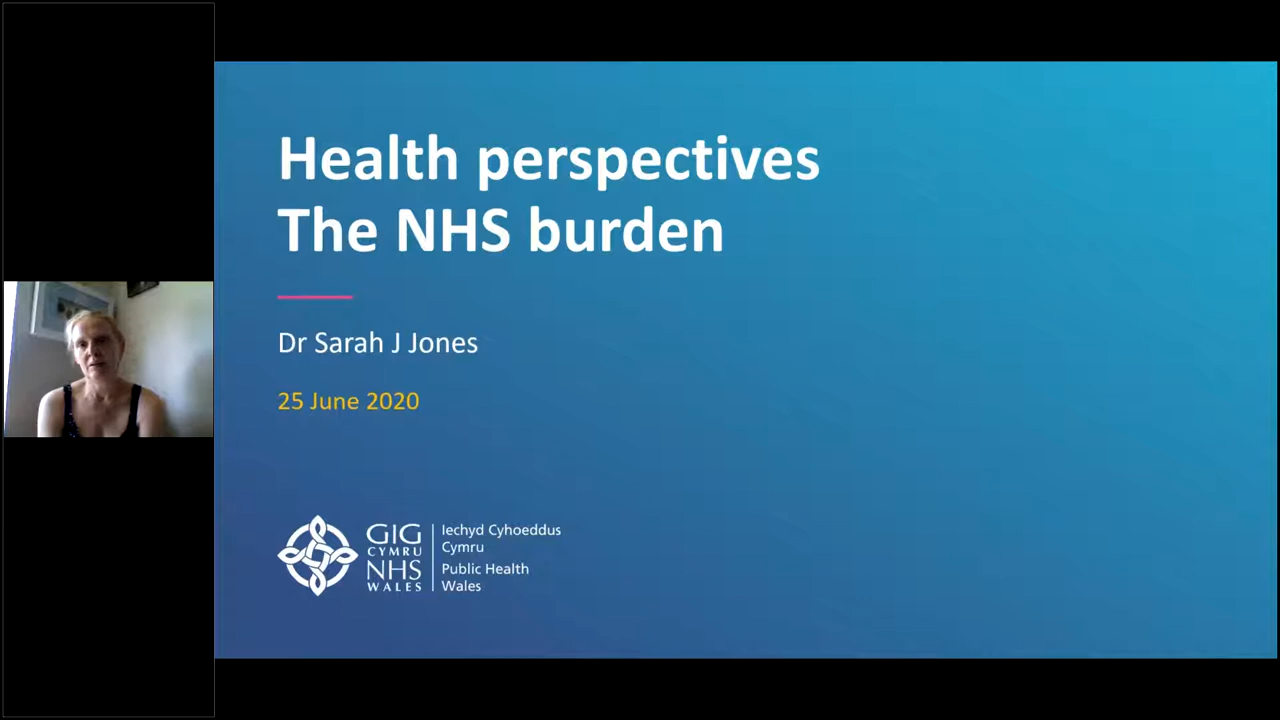 Health perspectives
The NHS burden
Dr Sarah J Jones
25 June 2020
GIG
CYMRU
NHS
WALES
Iechyd Cyhoeddus
Cymru
Public Health
Wales